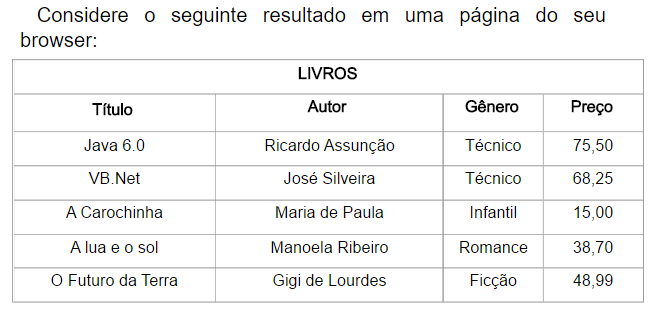 Considere o seguinte resultado em uma página do seu
browser:
LIVROS
Título Autor Gênero Preço
Java 6.0 Ricardo Assunção Técnico 75,50
VB.Net José Silveira Técnico 68,25
A Carochinha Maria de Paula Infantil 15,00
A lua e o sol Manoela Ribeiro Romance 38,70
O Futuro da Terra Gigi de Lourdes Ficção 48,99